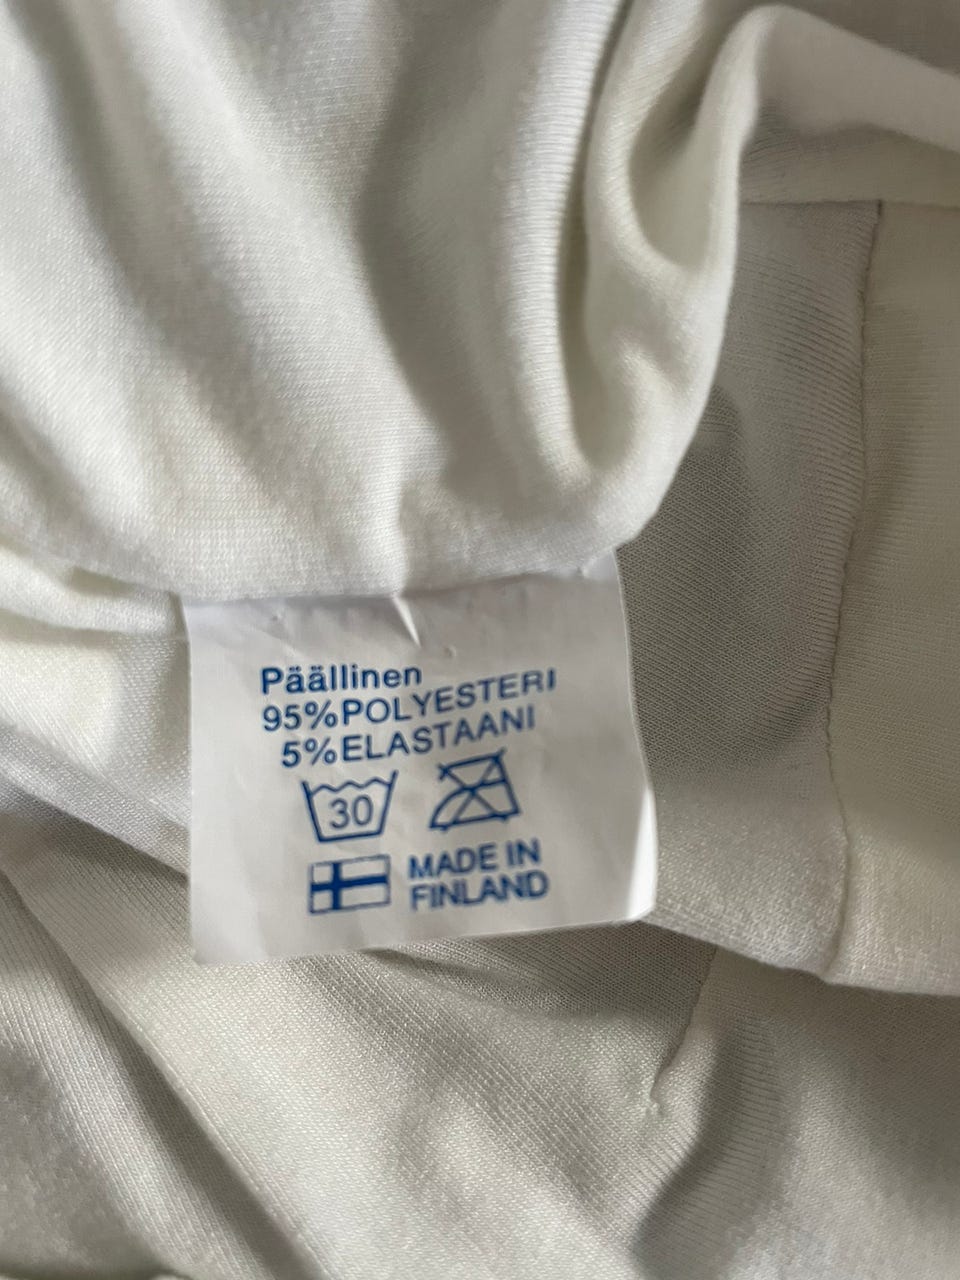 Päällinen
95%POLYESTERI
5%ELASTAANI
30
MADE IN
FINLAND